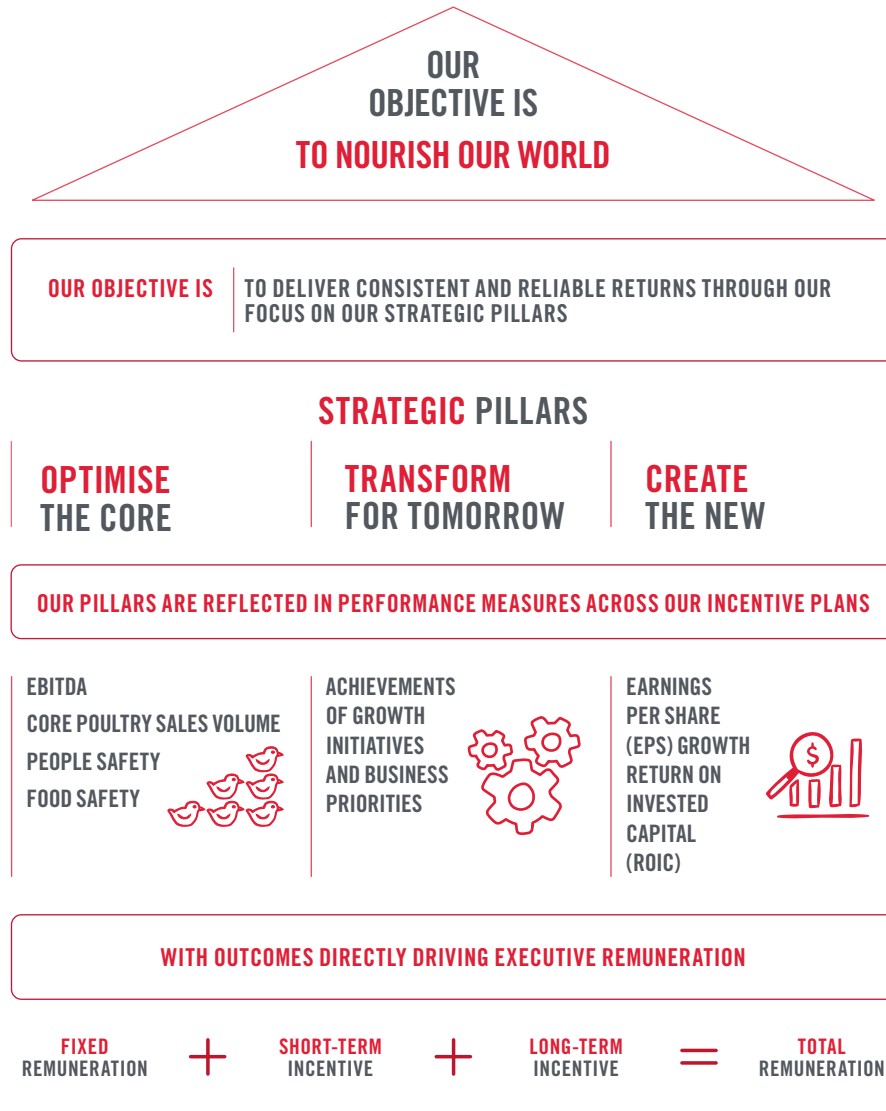 OUR
OBJECTIVE IS
TO NOURISH OUR WORLD
OUR OBJECTIVE IS
TO DELIVER CONSISTENT AND RELIABLE RETURNS THROUGH OUR
FOCUS ON OUR STRATEGIC PILLARS
STRATEGIC PILLARS
OPTIMISE
THE CORE
TRANSFORM
FOR TOMORROW
CREATE
THE NEW
OUR PILLARS ARE REFLECTED IN PERFORMANCE MEASURES ACROSS OUR INCENTIVE PLANS
EBITDA
CORE POULTRY SALES VOLUME
PEOPLE SAFETY
FOOD SAFETY
ACHIEVEMENTS
OF GROWTH
INITIATIVES
AND BUSINESS
PRIORITIES
EARNINGS
PER SHARE
(EPS) GROWTH
RETURN ON
INVESTED
CAPITAL
(ROIC)
$
WITH OUTCOMES DIRECTLY DRIVING EXECUTIVE REMUNERATION
FIXED
REMUNERATION
+
SHORT-TERM
INCENTIVE
+
LONG-TERM
INCENTIVE
=
TOTAL
REMUNERATION